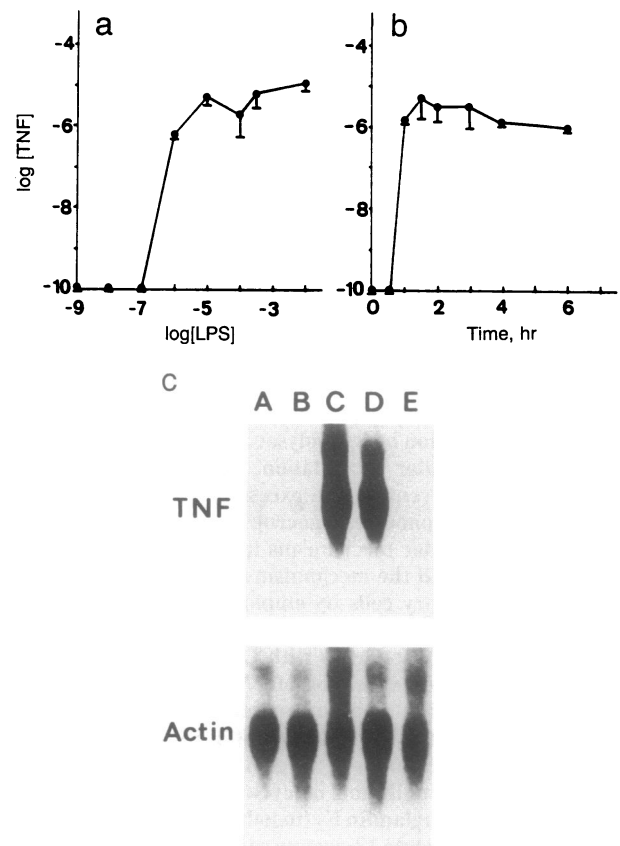 a
b
log [TNF]
-4
-6
-8
-10
-9 -7 -5 -3
log[LPS]
-4
-6
-8
-10
0 2 4 6
Time, hr
C
A B C D E
TNF
Actin